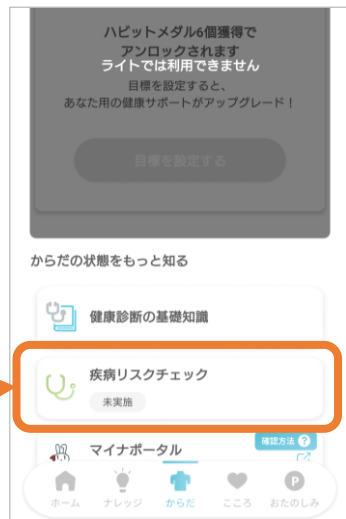 ハビットメダル6個獲得で
アンロックされます
ライトでは利用できません
目標を設定すると、
あなた用の健康サポートがアップグレード！
目標を設定する
からだの状態をもっと知る
健康診断の基礎知識
疾病リスクチェック
未実施
確認方法 ?
マイナポータル
P
ホーム ナレッジ からだ こころ おたのしみ